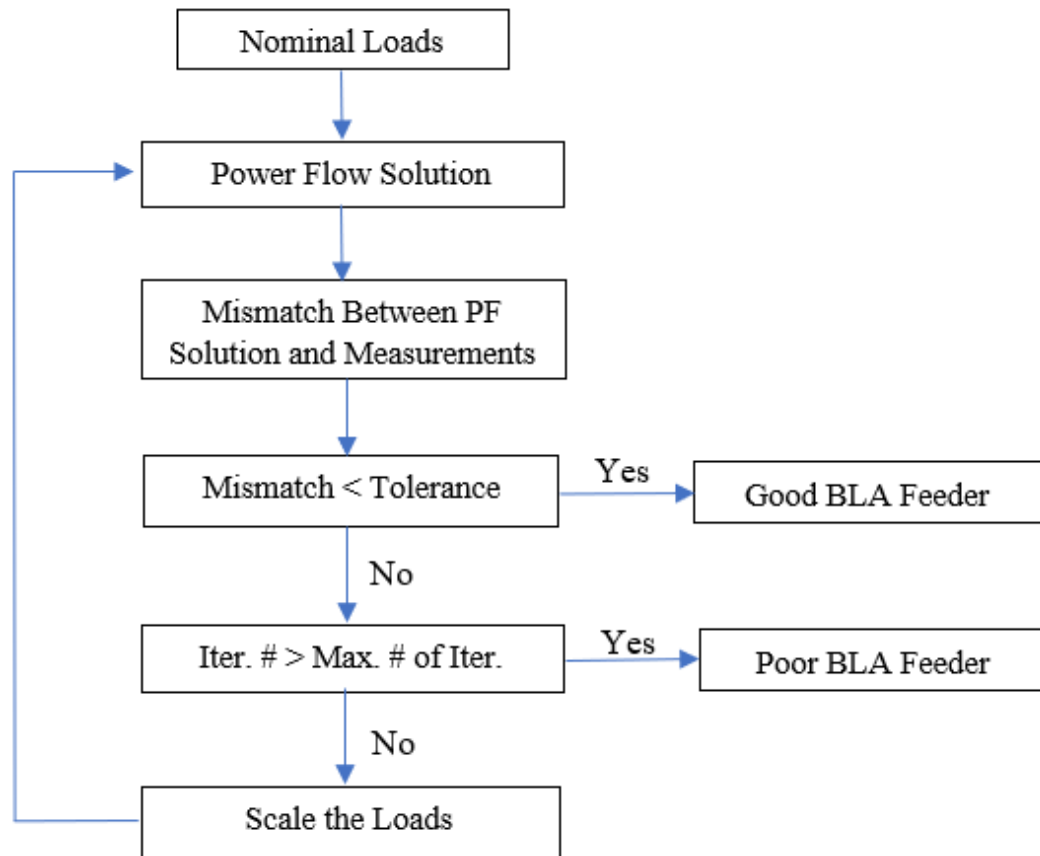 Nominal Loads
Power Flow Solution
Mismatch Between PF
Solution and Measurements
Mismatch < Tolerance
Yes
Good BLA Feeder
No
Iter. # > Max. # of Iter.
Yes
Poor BLA Feeder
No
Scale the Loads